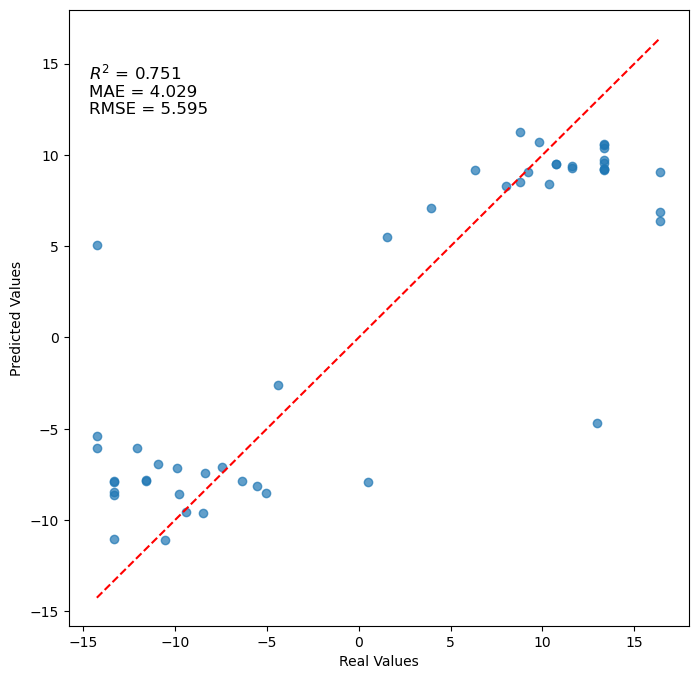 R² = 0.751
MAE = 4.029
RMSE = 5.595
15
10
5
0
−5
−10
−15
Predicted Values
−15 −10 −5 0 5 10 15
Real Values